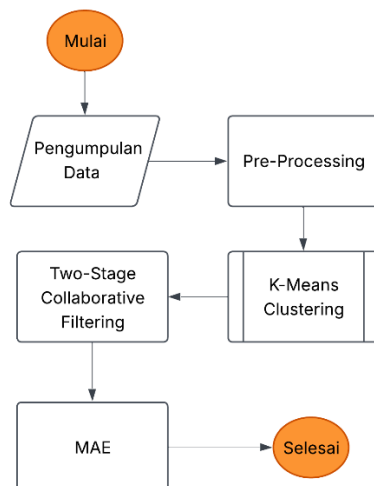 Mulai
Pengumpulan
Data
Pre-Processing
K-Means
Clustering
Two-Stage
Collaborative
Filtering
MAE
Selesai